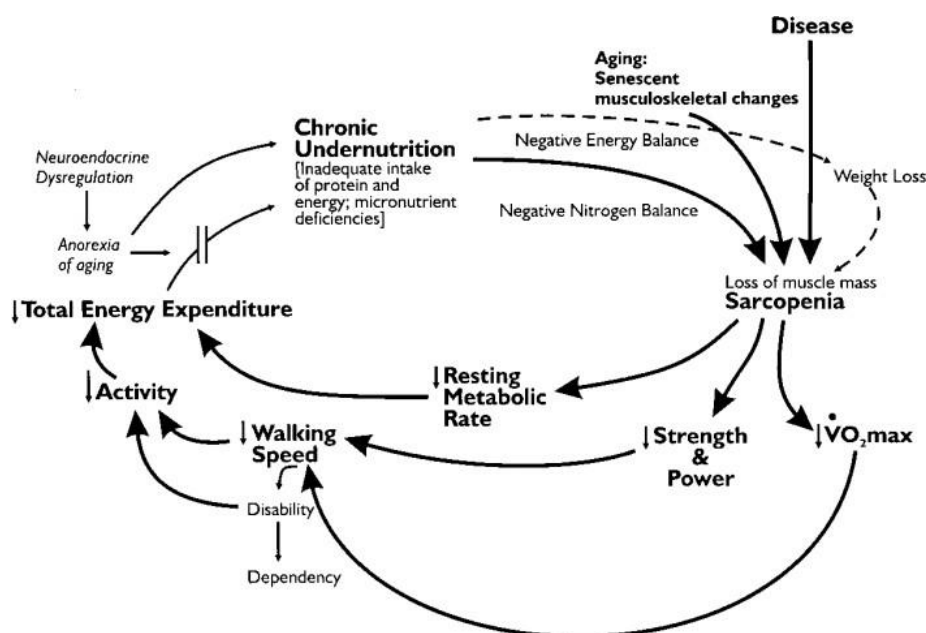 Disease
Aging:
Senescent
musculoskeletal changes
Chronic
Undernutrition
[Inadequate intake
of protein and
energy; micronutrient
deficiencies]
Negative Energy Balance
Neuroendocrine
Dysregulation
Weight Loss
Negative Nitrogen Balance
Anorexia
of aging
Loss of muscle mass
Sarcopenia
↓Total Energy Expenditure
↓Resting
Metabolic
Rate
↓Activity
↓Walking
Speed
↓Strength
&
Power
↓V̇O₂max
Disability
Dependency